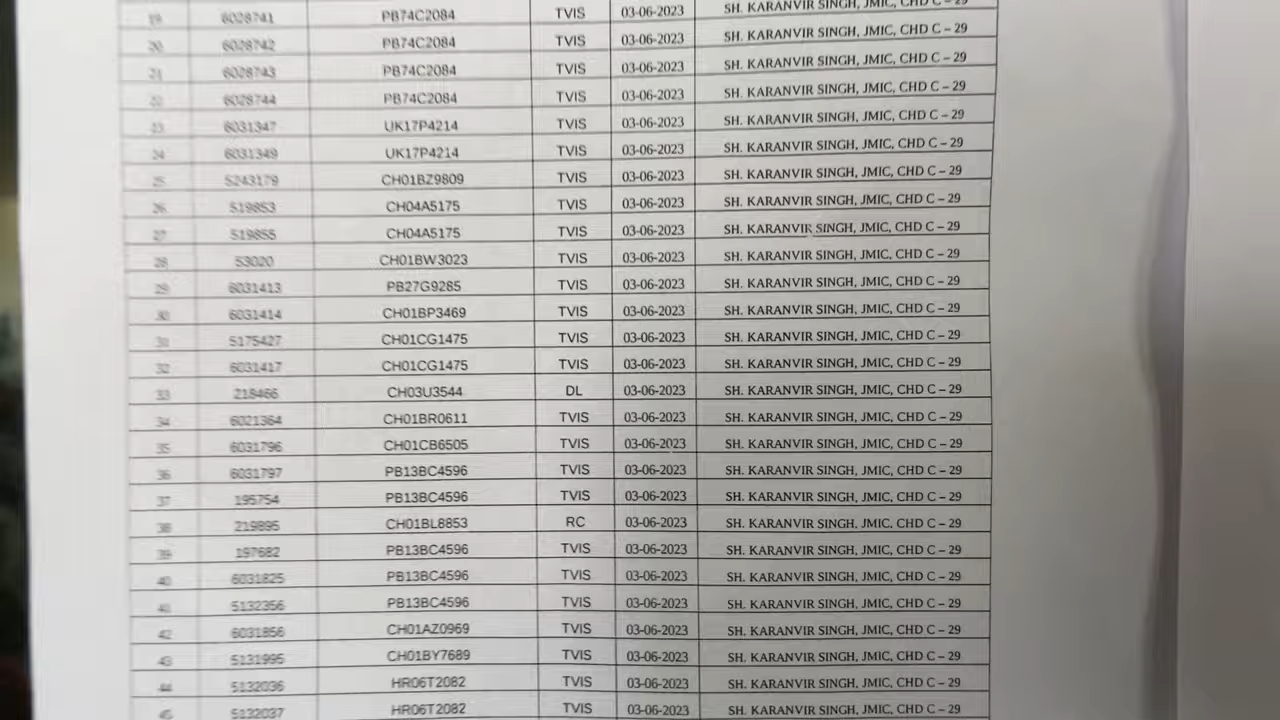 19 6028741 PB74C2084 TVIS 03-06-2023 SH. KARANVIR SINGH, JMIC, CHD C – 29
20 6028742 PB74C2084 TVIS 03-06-2023 SH. KARANVIR SINGH, JMIC, CHD C – 29
21 6028743 PB74C2084 TVIS 03-06-2023 SH. KARANVIR SINGH, JMIC, CHD C – 29
22 6028744 PB74C2084 TVIS 03-06-2023 SH. KARANVIR SINGH, JMIC, CHD C – 29
23 6031347 UK17P4214 TVIS 03-06-2023 SH. KARANVIR SINGH, JMIC, CHD C – 29
24 6031349 UK17P4214 TVIS 03-06-2023 SH. KARANVIR SINGH, JMIC, CHD C – 29
25 5243179 CH01BZ9809 TVIS 03-06-2023 SH. KARANVIR SINGH, JMIC, CHD C – 29
26 519853 CH04A5175 TVIS 03-06-2023 SH. KARANVIR SINGH, JMIC, CHD C – 29
27 519855 CH04A5175 TVIS 03-06-2023 SH. KARANVIR SINGH, JMIC, CHD C – 29
28 53020 CH01BW3023 TVIS 03-06-2023 SH. KARANVIR SINGH, JMIC, CHD C – 29
29 6031413 PB27G9285 TVIS 03-06-2023 SH. KARANVIR SINGH, JMIC, CHD C – 29
30 6031414 CH01BP3469 TVIS 03-06-2023 SH. KARANVIR SINGH, JMIC, CHD C – 29
31 5175427 CH01CG1475 TVIS 03-06-2023 SH. KARANVIR SINGH, JMIC, CHD C – 29
32 6031417 CH01CG1475 TVIS 03-06-2023 SH. KARANVIR SINGH, JMIC, CHD C – 29
33 218466 CH03U3544 DL 03-06-2023 SH. KARANVIR SINGH, JMIC, CHD C – 29
34 6021364 CH01BR0611 TVIS 03-06-2023 SH. KARANVIR SINGH, JMIC, CHD C – 29
35 6031796 CH01CB6505 TVIS 03-06-2023 SH. KARANVIR SINGH, JMIC, CHD C – 29
36 6031797 PB13BC4596 TVIS 03-06-2023 SH. KARANVIR SINGH, JMIC, CHD C – 29
37 195754 PB13BC4596 TVIS 03-06-2023 SH. KARANVIR SINGH, JMIC, CHD C – 29
38 219895 CH01BL8853 RC 03-06-2023 SH. KARANVIR SINGH, JMIC, CHD C – 29
39 197682 PB13BC4596 TVIS 03-06-2023 SH. KARANVIR SINGH, JMIC, CHD C – 29
40 6031825 PB13BC4596 TVIS 03-06-2023 SH. KARANVIR SINGH, JMIC, CHD C – 29
41 5132356 PB13BC4596 TVIS 03-06-2023 SH. KARANVIR SINGH, JMIC, CHD C – 29
42 6031856 CH01AZ0969 TVIS 03-06-2023 SH. KARANVIR SINGH, JMIC, CHD C – 29
43 5131995 CH01BY7689 TVIS 03-06-2023 SH. KARANVIR SINGH, JMIC, CHD C – 29
44 5132036 HR06T2082 TVIS 03-06-2023 SH. KARANVIR SINGH, JMIC, CHD C – 29
45 5132037 HR06T2082 TVIS 03-06-2023 SH. KARANVIR SINGH, JMIC, CHD C – 29